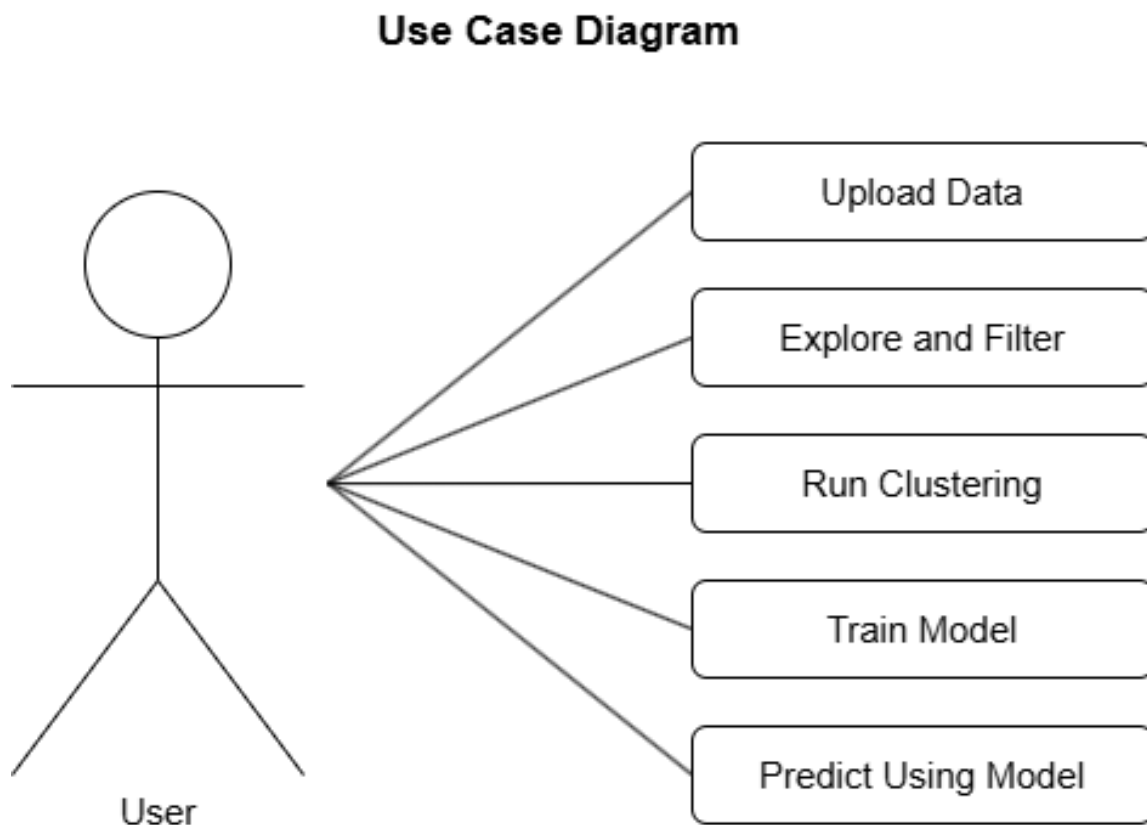 Use Case Diagram
Upload Data
Explore and Filter
Run Clustering
Train Model
Predict Using Model
User